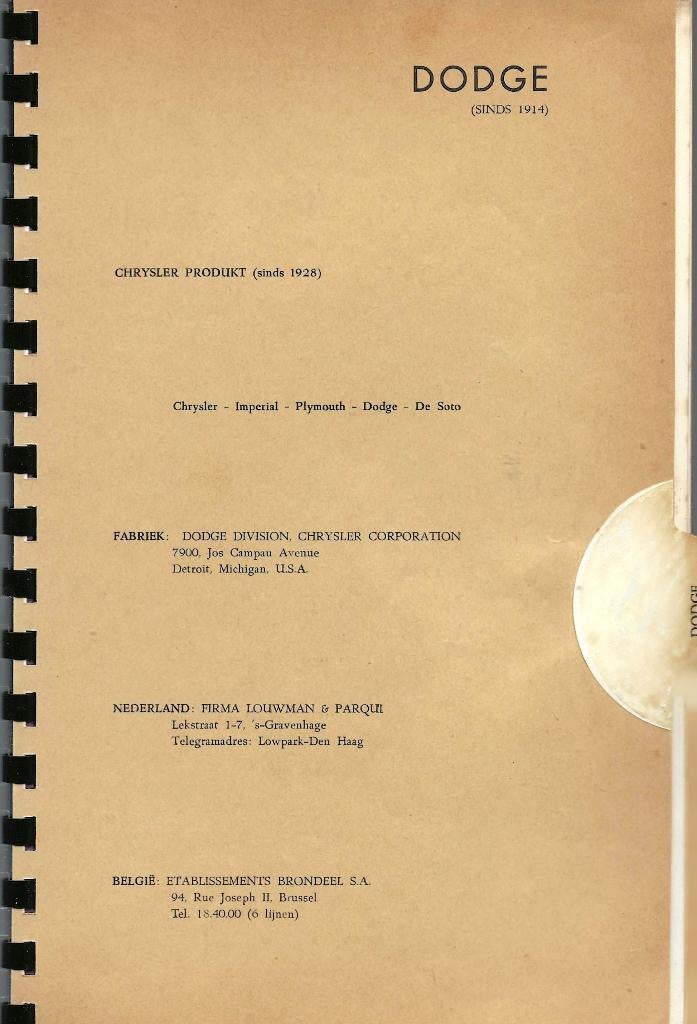 DODGE
(SINDS 1914)
CHRYSLER PRODUKT (sinds 1928)
Chrysler - Imperial - Plymouth - Dodge - De Soto
FABRIEK: DODGE DIVISION, CHRYSLER CORPORATION
7900, Jos Campau Avenue
Detroit, Michigan, U.S.A.
DODGE
NEDERLAND: FIRMA LOUWMAN & PARQUI
Lekstraat 1-7, 's-Gravenhage
Telegramadres: Lowpark-Den Haag
BELGIË: ETABLISSEMENTS BRONDEEL S.A.
94, Rue Joseph II, Brussel
Tel. 18.40.00 (6 lijnen)